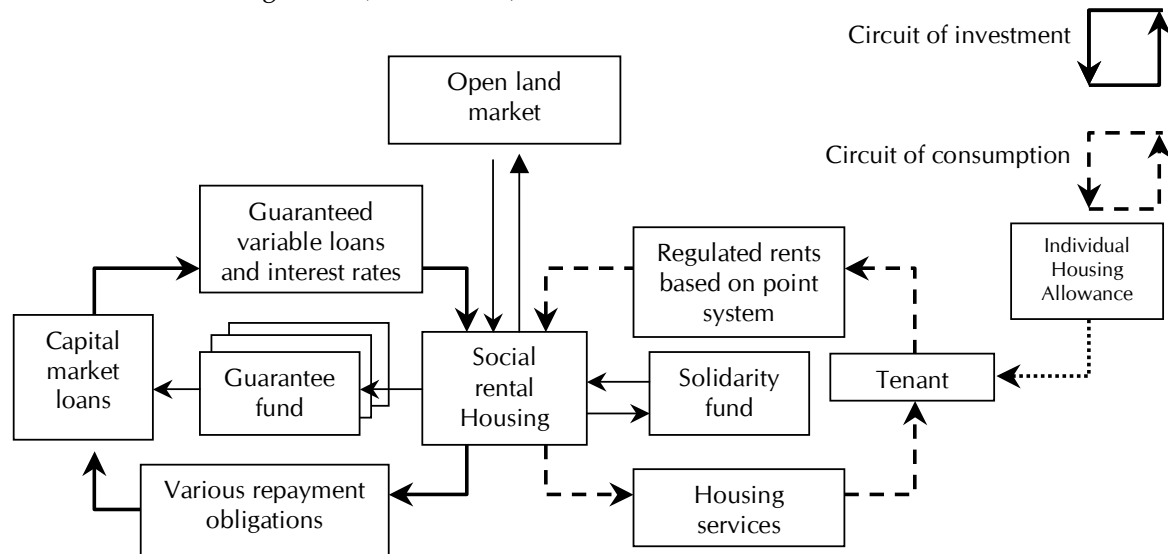 Circuit of investment
Open land
market
Circuit of consumption
Guaranteed
variable loans
and interest rates
Regulated rents
based on point
system
Individual
Housing
Allowance
Capital
market
loans
Guarantee
fund
Social
rental
Housing
Solidarity
fund
Tenant
Various repayment
obligations
Housing
services